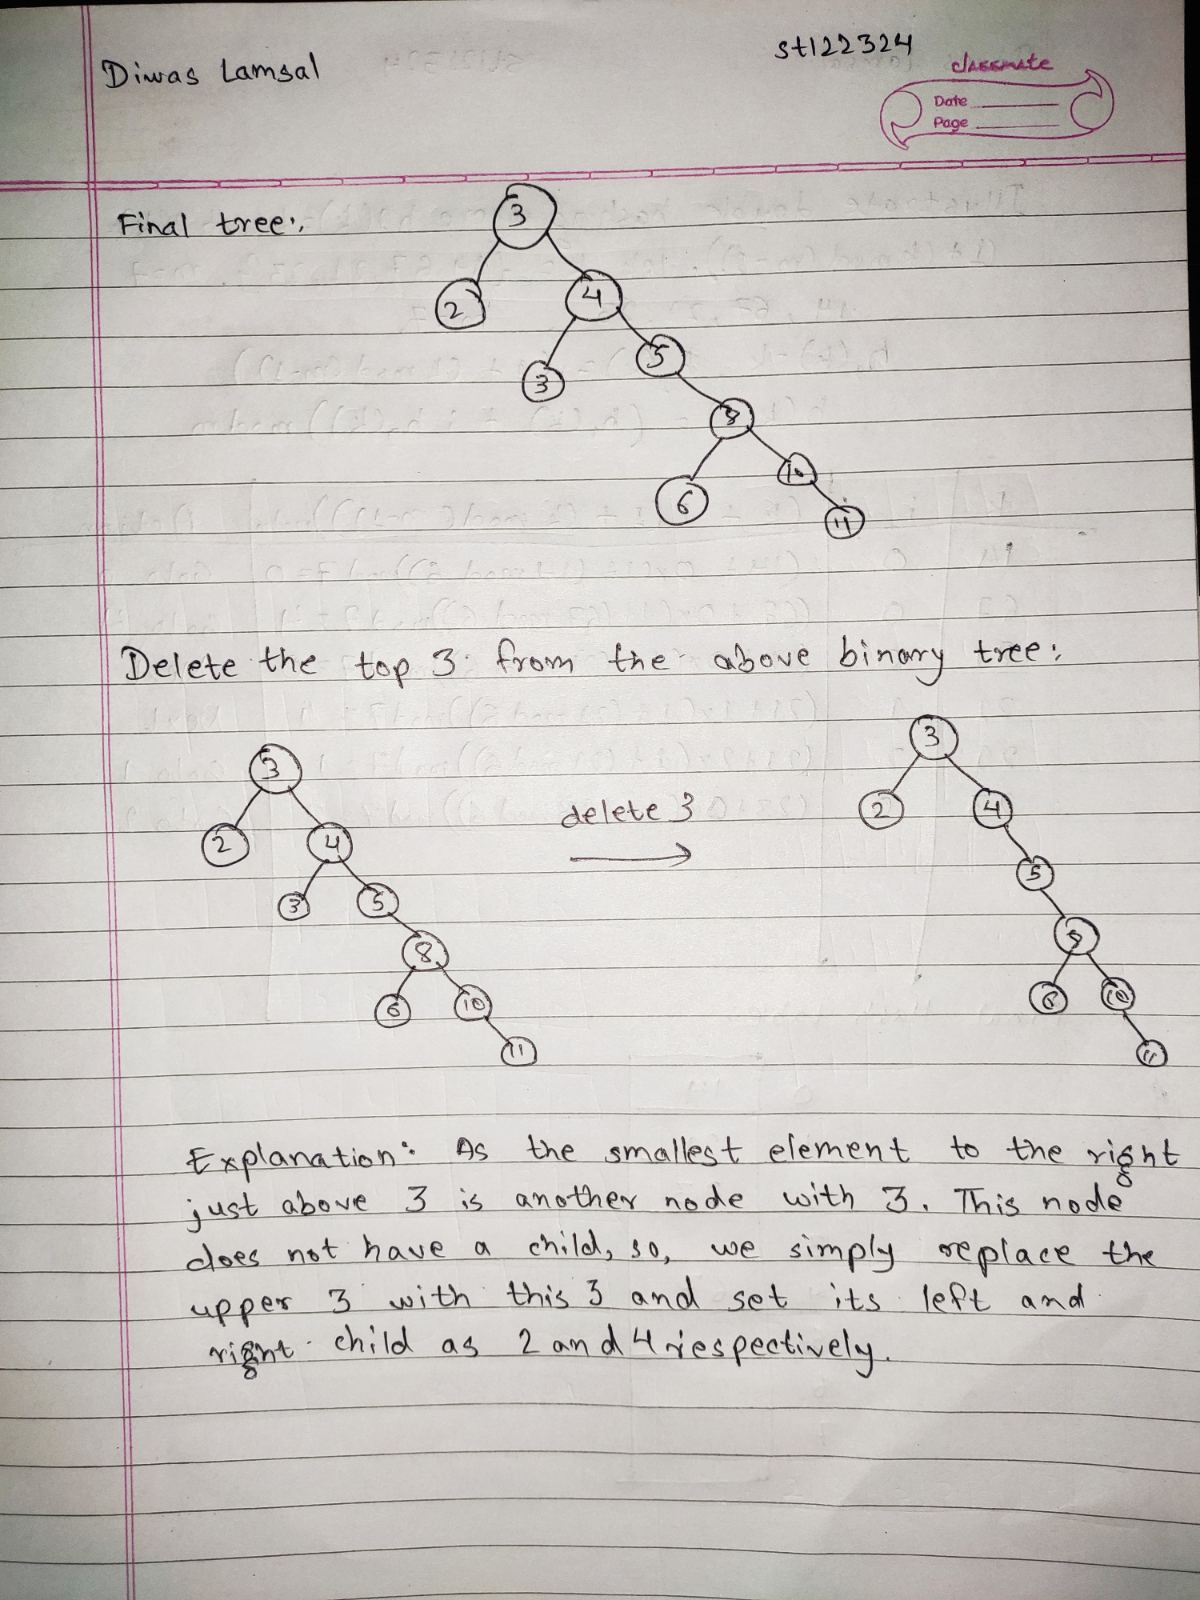 Diwas Lamsal
st122324
classmate
Date
Page
Final tree:
3
2
4
3
5
8
6
10
11
Delete the top 3 from the above binary tree:
3
2
4
3
5
8
6
10
11
delete 3
3
2
4
5
8
6
10
11
Explanation: As the smallest element to the right
just above 3 is another node with 3. This node
does not have a child, so, we simply replace the
upper 3 with this 3 and set its left and
right child as 2 and 4 respectively.